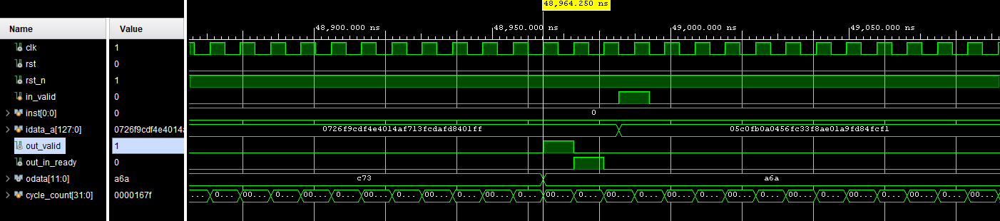 48,964.250 ns
Name Value
48,900.000 ns 48,950.000 ns 49,000.000 ns 49,050.000 ns
clk 1
rst 0
rst_n 1
in_valid 0
inst[0:0] 0 0
idata_a[127:0] 0726f9cdf4e4014a 0726f9cdf4e4014af713fcdafd8401ff 05c0fb0a0456fc33f8ae01a9fd84fcf1
out_valid 1
out_in_ready 0
odata[11:0] a6a c73 a6a
cycle_count[31:0] 0000167f ... 0... 00... 0... 00... 00... 0... 00... 0... 00... 0... 00... 00... 0... 00... 0... 00... 00... 0... 00... 0... 00... 00... 0... 00... 0... 00...